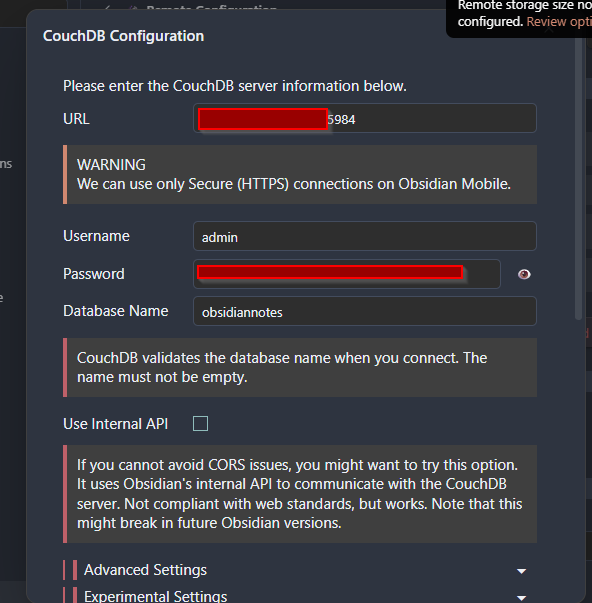 Remote Configuration
Remote storage size no
configured. Review opti
CouchDB Configuration
Please enter the CouchDB server information below.
URL
5984
WARNING
We can use only Secure (HTTPS) connections on Obsidian Mobile.
Username
admin
Password
Database Name
obsidiannotes
CouchDB validates the database name when you connect. The
name must not be empty.
Use Internal API
If you cannot avoid CORS issues, you might want to try this option.
It uses Obsidian's internal API to communicate with the CouchDB
server. Not compliant with web standards, but works. Note that this
might break in future Obsidian versions.
Advanced Settings
Experimental Settings